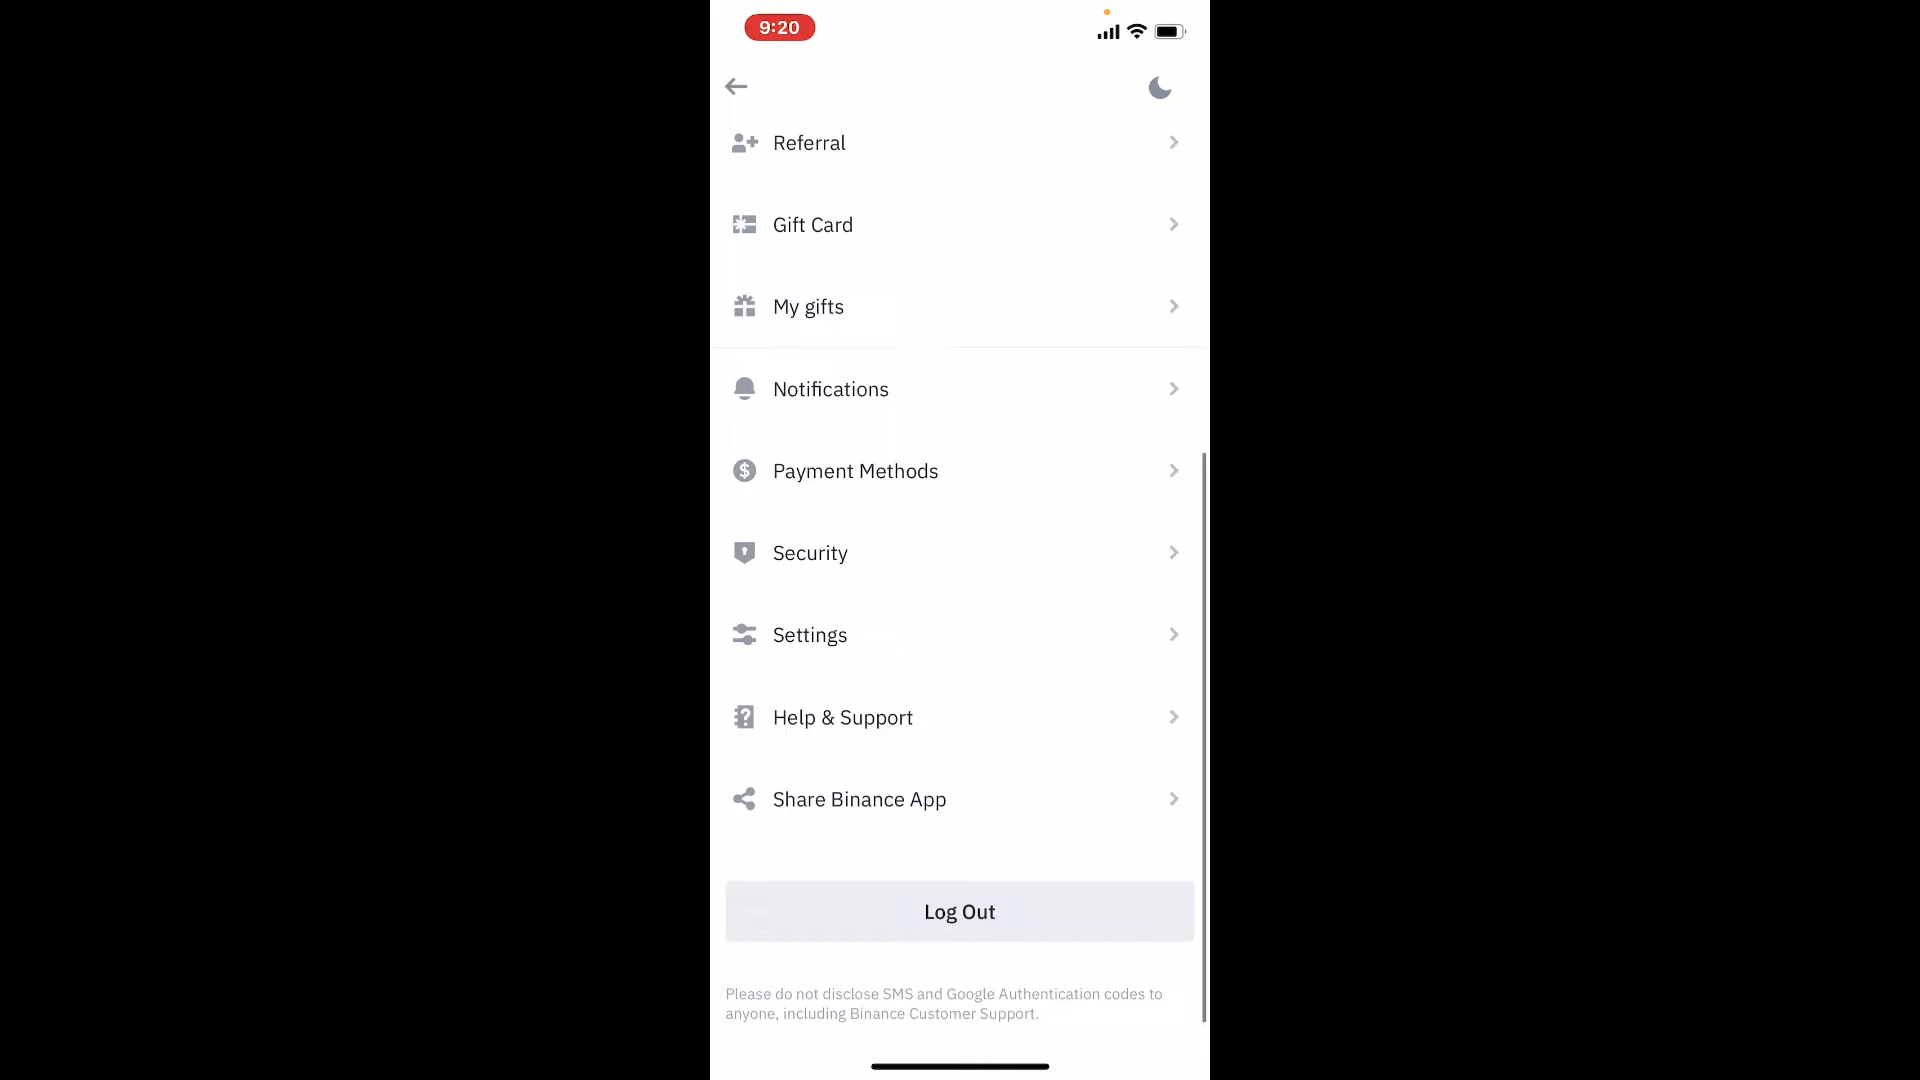 9:20
Referral
Gift Card
My gifts
Notifications
Payment Methods
Security
Settings
Help & Support
Share Binance App
Log Out
Please do not disclose SMS and Google Authentication codes to
anyone, including Binance Customer Support.